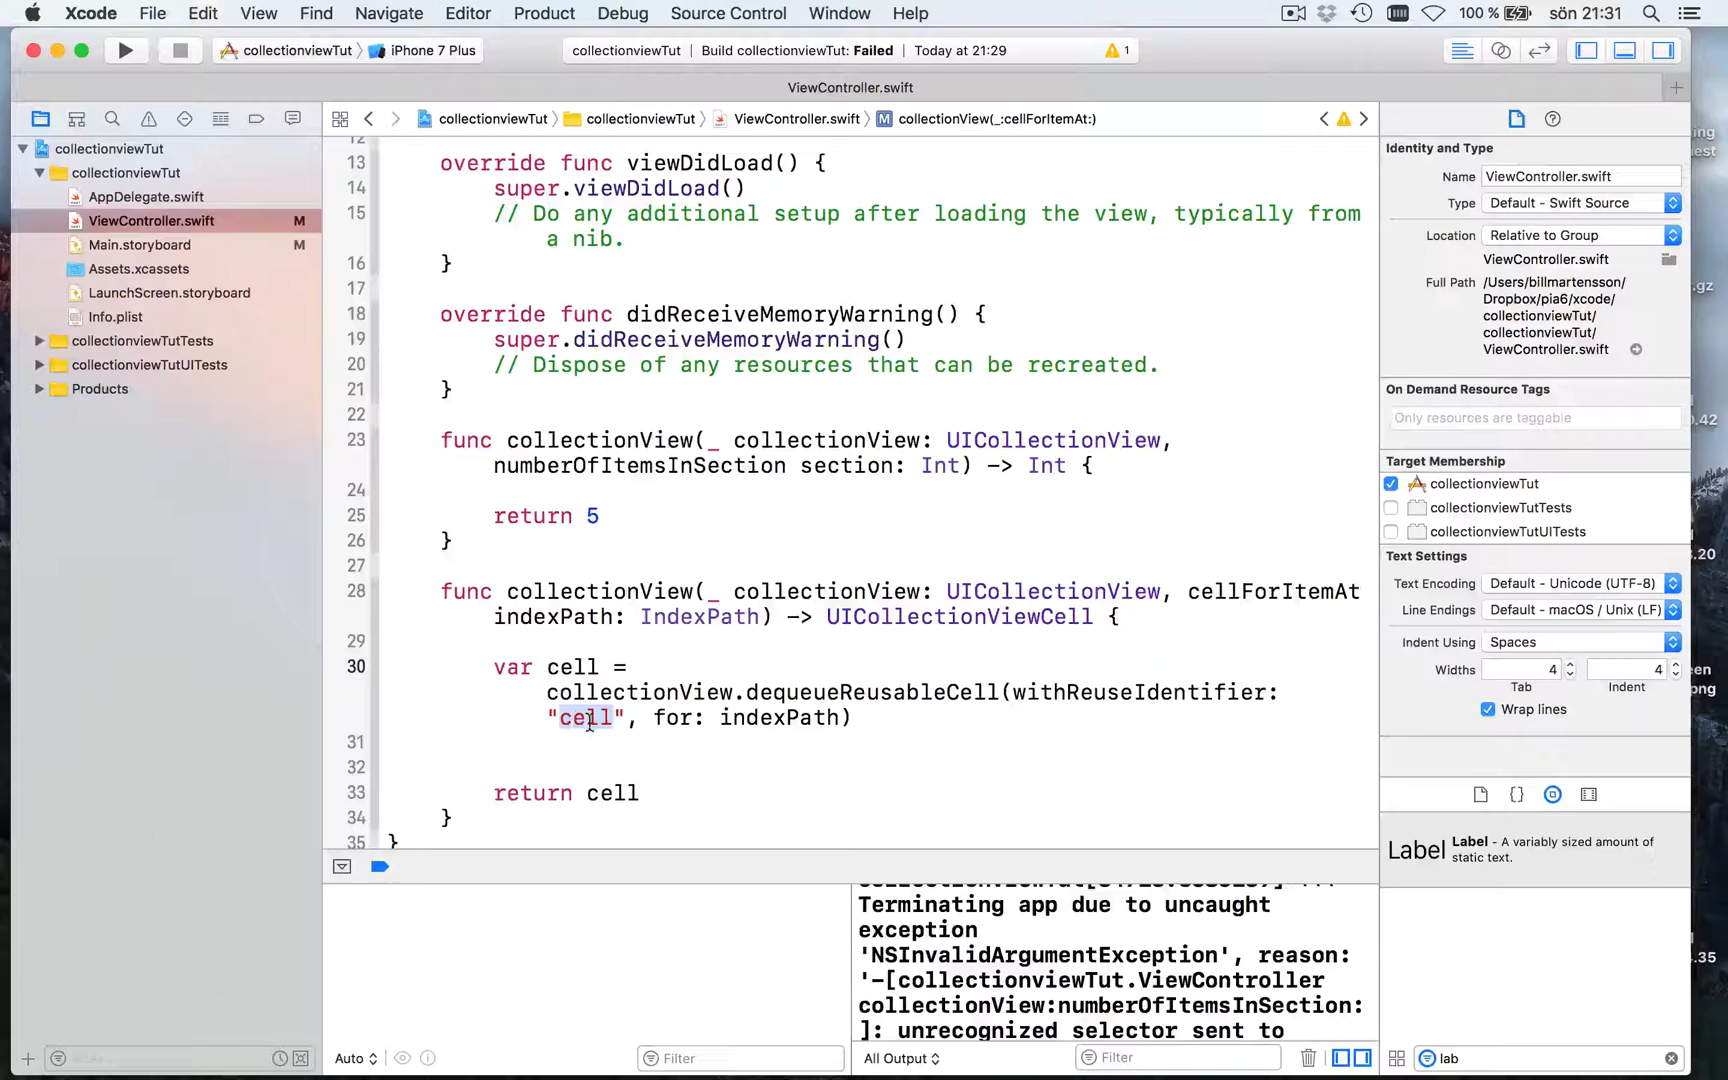 Xcode File Edit View Find Navigate Editor Product Debug Source Control Window Help 100 % sön 21:31
collectionviewTut iPhone 7 Plus collectionviewTut Build collectionviewTut: Failed Today at 21:29 1
ViewController.swift
collectionviewTut collectionviewTut ViewController.swift M collectionView(_:cellForItemAt:)
collectionviewTut
collectionviewTut
AppDelegate.swift
ViewController.swift M
Main.storyboard M
Assets.xcassets
LaunchScreen.storyboard
Info.plist
collectionviewTutTests
collectionviewTutUITests
Products
12
13 override func viewDidLoad() {
14 super.viewDidLoad()
15 // Do any additional setup after loading the view, typically from
a nib.
16 }
17
18 override func didReceiveMemoryWarning() {
19 super.didReceiveMemoryWarning()
20 // Dispose of any resources that can be recreated.
21 }
22
23 func collectionView(_ collectionView: UICollectionView,
numberOfItemsInSection section: Int) -> Int {
24
25 return 5
26 }
27
28 func collectionView(_ collectionView: UICollectionView, cellForItemAt
indexPath: IndexPath) -> UICollectionViewCell {
29
30 var cell =
collectionView.dequeueReusableCell(withReuseIdentifier:
"cell", for: indexPath)
31
32
33 return cell
34 }
35 }
Terminating app due to uncaught
exception
'NSInvalidArgumentException', reason:
'-[collectionviewTut.ViewController
collectionView:numberOfItemsInSection:
]: unrecognized selector sent to
Auto Filter All Output Filter
Identity and Type
Name ViewController.swift
Type Default - Swift Source
Location Relative to Group
ViewController.swift
Full Path /Users/billmartensson/
Dropbox/pia6/xcode/
collectionviewTut/
collectionviewTut/
ViewController.swift
On Demand Resource Tags
Only resources are taggable
Target Membership
collectionviewTut
collectionviewTutTests
collectionviewTutUITests
Text Settings
Text Encoding Default - Unicode (UTF-8)
Line Endings Default - macOS / Unix (LF)
Indent Using Spaces
Widths 4 4
Tab Indent
Wrap lines
{}
Label Label - A variably sized amount of
static text.
lab